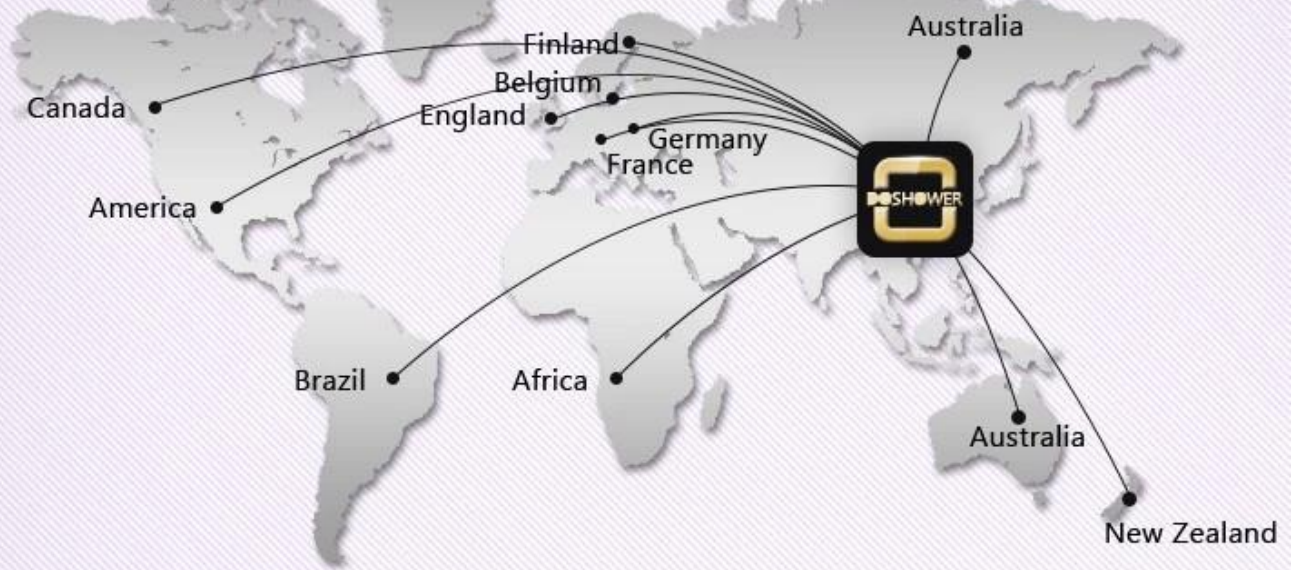 Australia
Finland
Belgium
Canada
England
Germany
France
DOSHOWER
America
Brazil
Africa
Australia
New Zealand